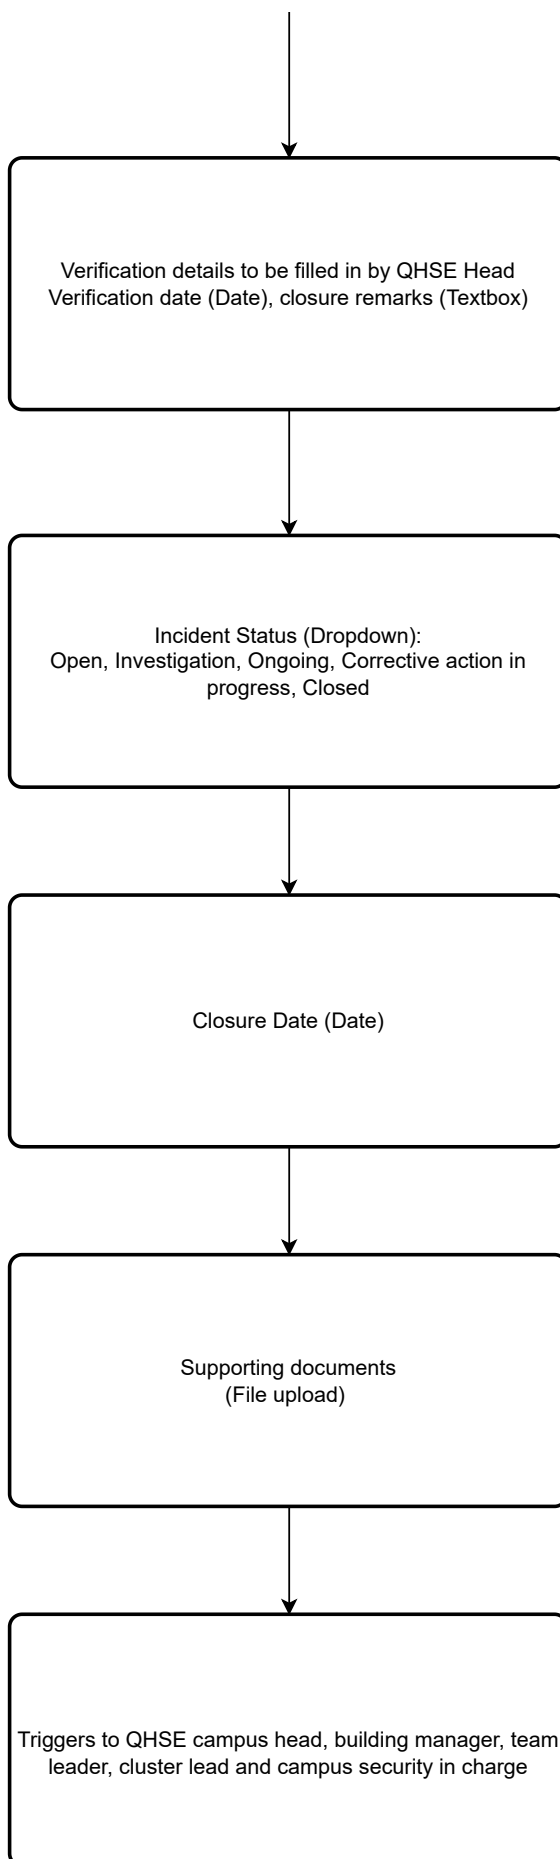 Verification details to be filled in by QHSE Head
Verification date (Date), closure remarks (Textbox)
Incident Status (Dropdown):
Open, Investigation, Ongoing, Corrective action in
progress, Closed
Closure Date (Date)
Supporting documents
(File upload)
Triggers to QHSE campus head, building manager, team
leader, cluster lead and campus security in charge